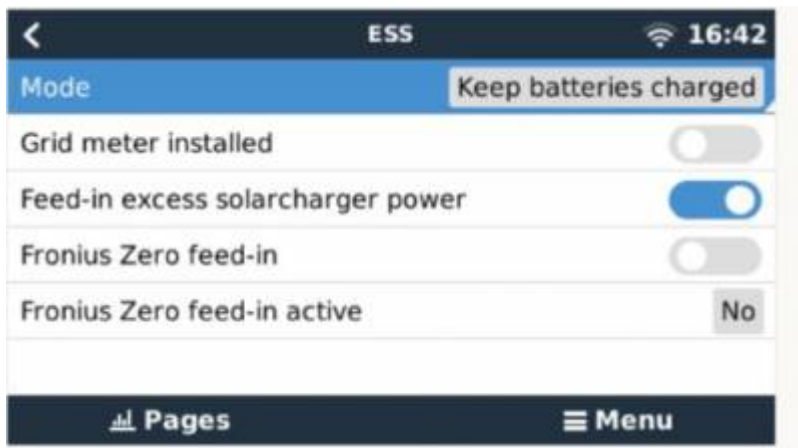 ESS 16:42
Mode Keep batteries charged
Grid meter installed
Feed-in excess solarcharger power
Fronius Zero feed-in
Fronius Zero feed-in active No
Pages Menu